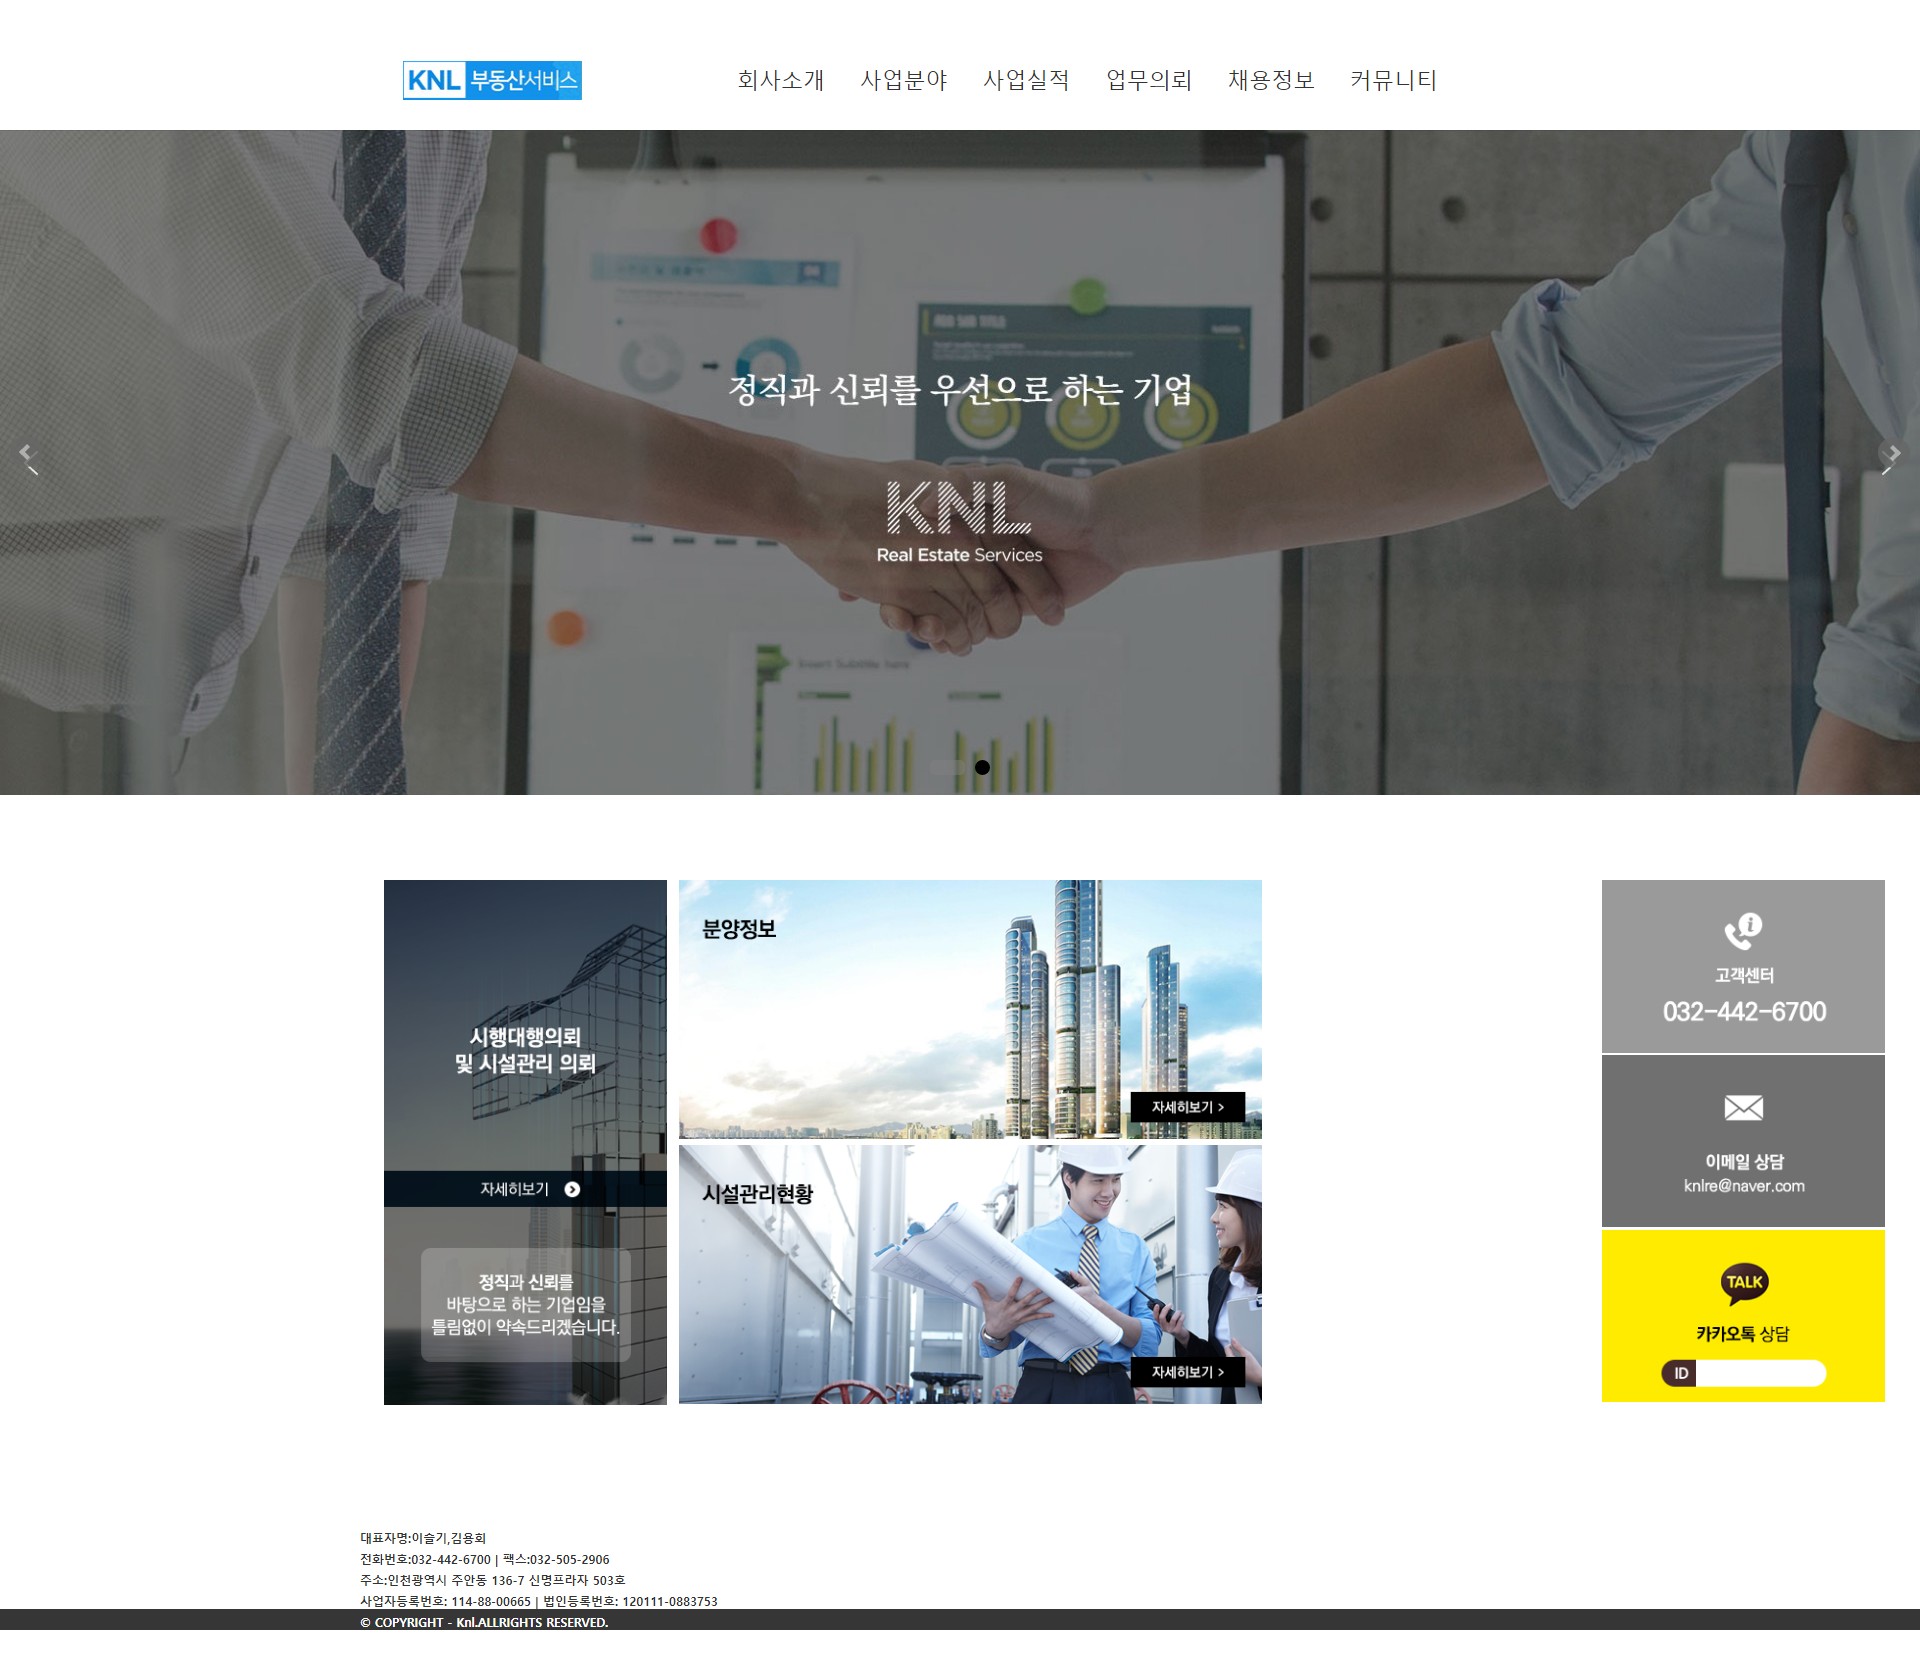 KNL 부동산서비스
회사소개 사업분야 사업실적 업무의뢰 채용정보 커뮤니티
ADD SUB TITLE
정직과 신뢰를 우선으로 하는 기업
KNL
Real Estate Services
Insert Subtitle here
시행대행의뢰
및 시설관리 의뢰
자세히보기
정직과 신뢰를
바탕으로 하는 기업임을
틀림없이 약속드리겠습니다.
분양정보
자세히보기 >
시설관리현황
자세히보기 >
고객센터
032-442-6700
이메일 상담
knlre@naver.com
TALK
카카오톡 상담
ID
대표자명:이슬기,김용회
전화번호:032-442-6700 | 팩스:032-505-2906
주소:인천광역시 주안동 136-7 신명프라자 503호
사업자등록번호: 114-88-00665 | 법인등록번호: 120111-0883753
© COPYRIGHT - Knl.ALLRIGHTS RESERVED.